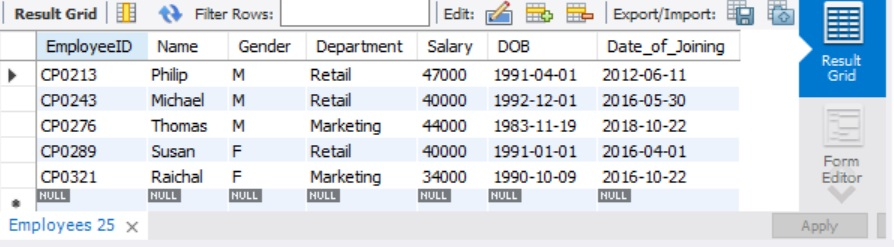 Result Grid Filter Rows: Edit: Export/Import:
EmployeeID Name Gender Department Salary DOB Date_of_Joining
CP0213 Philip M Retail 47000 1991-04-01 2012-06-11
CP0243 Michael M Retail 40000 1992-12-01 2016-05-30
CP0276 Thomas M Marketing 44000 1983-11-19 2018-10-22
CP0289 Susan F Retail 40000 1991-01-01 2016-04-01
CP0321 Raichal F Marketing 34000 1990-10-09 2016-10-22
NULL NULL NULL NULL NULL NULL NULL
Result
Grid
Form
Editor
Employees 25
Apply